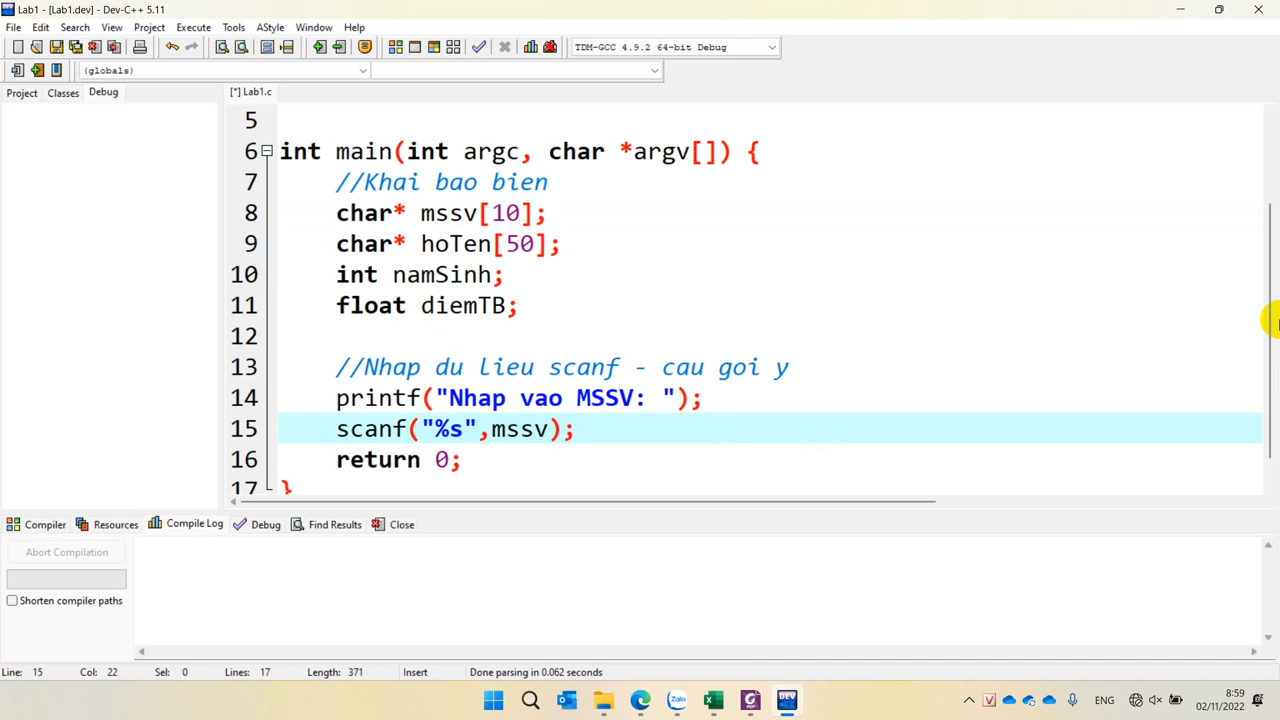 Lab1 - [Lab1.dev] - Dev-C++ 5.11
File Edit Search View Project Execute Tools AStyle Window Help
TDM-GCC 4.9.2 64-bit Debug
(globals)
Project Classes Debug
[*] Lab1.c
5
6 int main(int argc, char *argv[]) {
7 //Khai bao bien
8 char* mssv[10];
9 char* hoTen[50];
10 int namSinh;
11 float diemTB;
12
13 //Nhap du lieu scanf - cau goi y
14 printf("Nhap vao MSSV: ");
15 scanf("%s",mssv);
16 return 0;
17 }
Compiler Resources Compile Log Debug Find Results Close
Abort Compilation
Shorten compiler paths
Line: 15 Col: 22 Sel: 0 Lines: 17 Length: 371 Insert Done parsing in 0.062 seconds
Zalo DEV ENG 8:59
02/11/2022